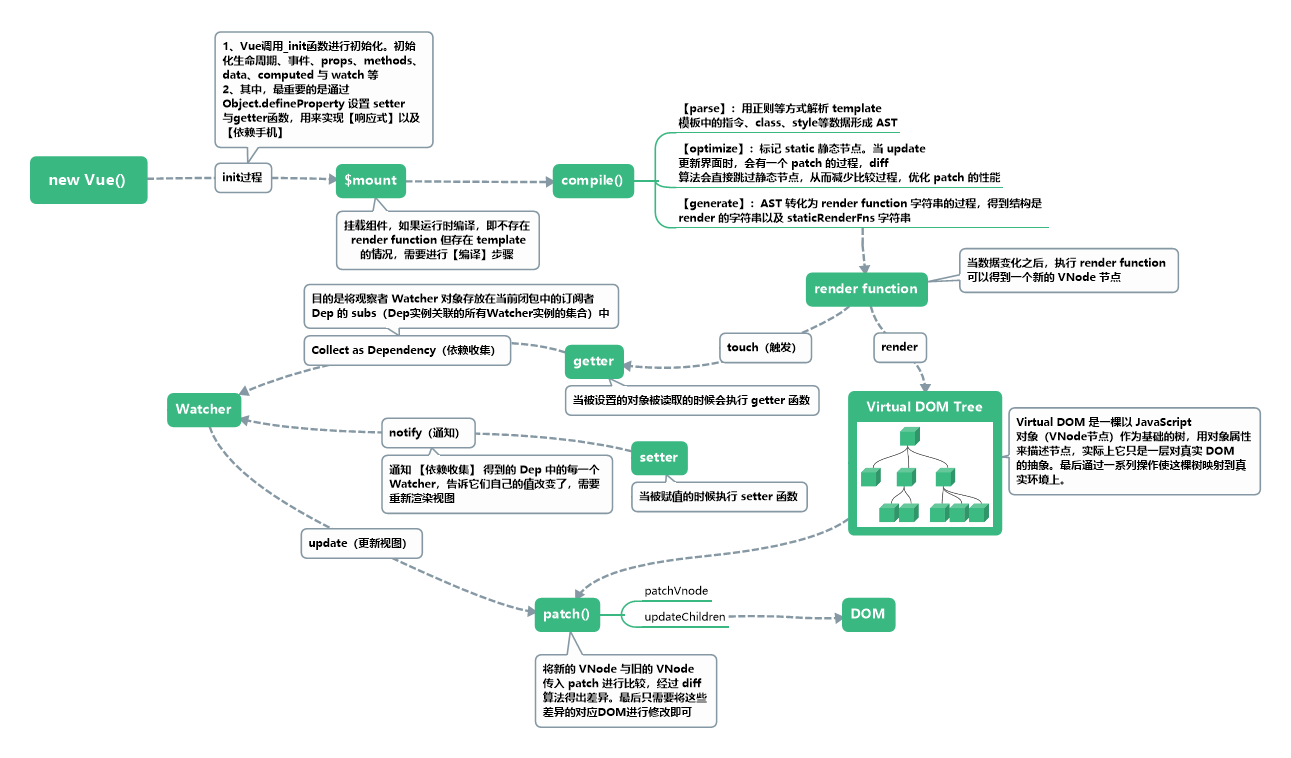 1、Vue调用_init函数进行初始化。初始
化生命周期、事件、props、methods、
data、computed 与 watch 等
2、其中，最重要的是通过
Object.defineProperty 设置 setter
与getter函数，用来实现【响应式】以及
【依赖手机】
new Vue()
init过程
$mount
compile()
【parse】：用正则等方式解析 template
模板中的指令、class、style等数据形成 AST
【optimize】：标记 static 静态节点。当 update
更新界面时，会有一个 patch 的过程，diff
算法会直接跳过静态节点，从而减少比较过程，优化 patch 的性能
【generate】：AST 转化为 render function 字符串的过程，得到结构是
render 的字符串以及 staticRenderFns 字符串
挂载组件，如果运行时编译，即不存在
render function 但存在 template
的情况，需要进行【编译】步骤
render function
当数据变化之后，执行 render function
可以得到一个新的 VNode 节点
目的是将观察者 Watcher 对象存放在当前闭包中的订阅者
Dep 的 subs（Dep实例关联的所有Watcher实例的集合）中
Collect as Dependency（依赖收集）
getter
touch（触发）
render
当被设置的对象被读取的时候会执行 getter 函数
Watcher
Virtual DOM Tree
Virtual DOM 是一棵以 JavaScript
对象（VNode节点）作为基础的树，用对象属性
来描述节点，实际上它只是一层对真实 DOM
的抽象。最后通过一系列操作使这棵树映射到真
实环境上。
notify（通知）
setter
通知 【依赖收集】 得到的 Dep 中的每一个
Watcher，告诉它们自己的值改变了，需要
重新渲染视图
当被赋值的时候执行 setter 函数
update（更新视图）
patch()
patchVnode
updateChildren
DOM
将新的 VNode 与旧的 VNode
传入 patch 进行比较，经过 diff
算法得出差异。最后只需要将这些
差异的对应DOM进行修改即可